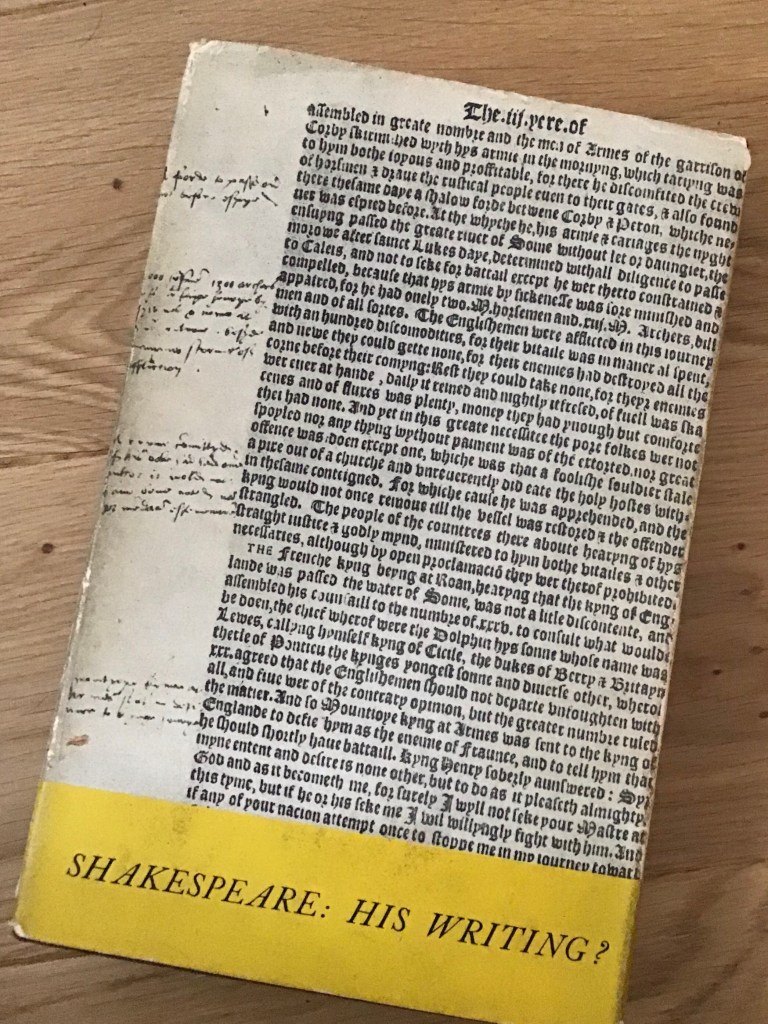 The.iij.yere.of
assembled in greate nombre and the men of Armes of the garrison of
Corby skirmished wyth hys armie in the mornyng, which tariyng was
to hym bothe ioyous and proffitable, for there he discomfited the crew
of horsmen & draue the rustical people euen to their gates, & also found
there thesame daye a shalow forde betwene Corby & Peron, whiche ne
uer was espied before. At the whyche he, his armie & cariages the nyght
ensuyng passed the greate riuer of Some without let or daungier, the
morowe after sainct Lukes daye, determined withall diligence to passe
to Caleis, and not to seke for battail except he wer therto constrained &
compelled, because that hys armie by sickenesse was sore minished and
appaired, for he had onely two. M. horsemen and .xiij. M. Archers, bill
men and of all sortes. The Englishemen were afflicted in this iourney
with an hundred discomodities, for their vitaile was in maner al spent,
and newe they could gette none, for their enemies had destroyed all the
corne before their comyng: Rest they could take none, for theyr enemies
wer euer at hande, daily it reined and nightly it fresed, of fuell was ska
cenes and of fluxes was plenty, money they had ynough but comforte
thei had none. And yet in this greate necessitee the pore folkes wer not
spoyled nor any thyng wythout paiment was of thē extorted, nor great
offence was doen except one, whiche was that a foolishe souldier stale
a pixe out of a churche and vnreuerently did eate the holy hostes with
in thesame conteigned. For whiche cause he was apprehended, and the
kyng would not once remoue till the vessel was restored & the offender
strangled. The people of the countrees there aboute hearyng of hys
straight iustice & godly mynd, ministered to hym bothe vitailes & other
necessaries, although by open proclamaciō they wer therof prohibited.
THE Frenche kyng beyng at Roan, hearyng that the kyng of Eng
lande was passed the water of Some, was not a litle discontente, and
assembled his counsaill to the numbre of .xxxv. to consult what would
be doen, the chief wherof were the Dolphin hys sonne whose name was
Lewes, callyng hymself kyng of Cicile, the dukes of Berry & Britayn
therle of Pontieu the kynges yongest sonne and diuerse other, wherof
xxx. agreed that the Englishemen should not departe vnfoughten with
all, and fiue wer of the contrary opinion, but the greater numbre ruled
the matier. And so Mountioye kyng at Armes was sent to the kyng of
Englande to defie hym as the enemie of Fraunce, and to tell hym that
he should shortly haue battaill. Kyng Henry soberly aunswered: Syr
myne entent and desire is none other, but to do as it pleaseth almighty
God and as it becometh me, for surely I wyll not seke your Mastre at
this tyme, but if he or his seke me I wil willyngly fight with him. And
if any of your nacion attempt once to stoppe me in my iourney toward
SHAKESPEARE: HIS WRITING?